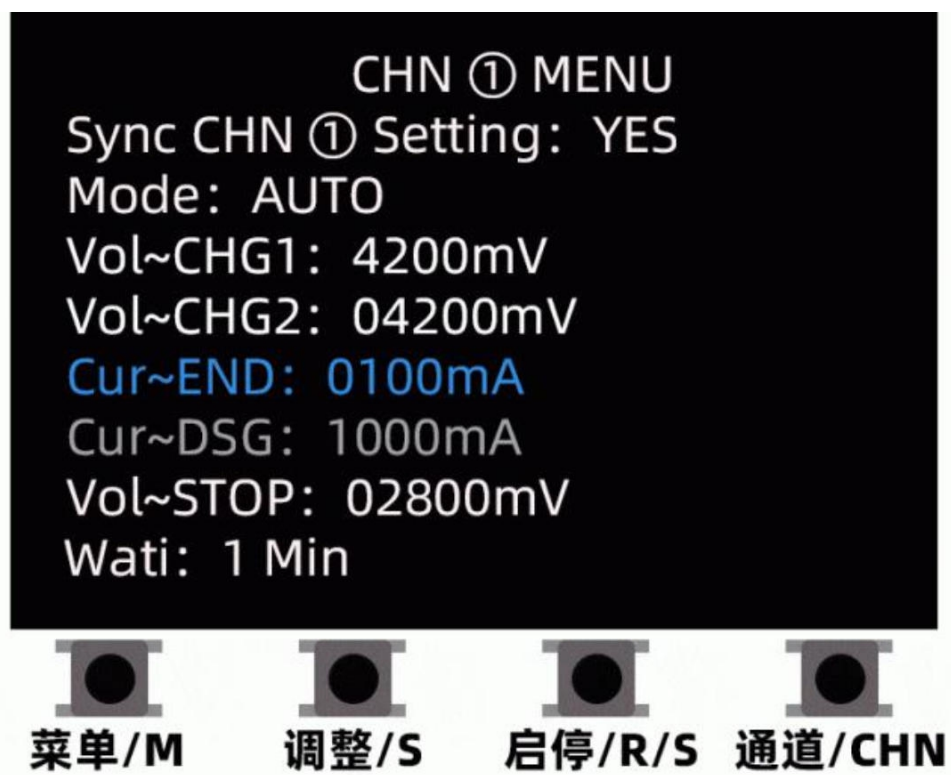 CHN ① MENU
Sync CHN ① Setting： YES
Mode： AUTO
Vol~CHG1： 4200mV
Vol~CHG2： 04200mV
Cur~END： 0100mA
Cur~DSG： 1000mA
Vol~STOP： 02800mV
Wati： 1 Min
菜单/M 调整/S 启停/R/S 通道/CHN